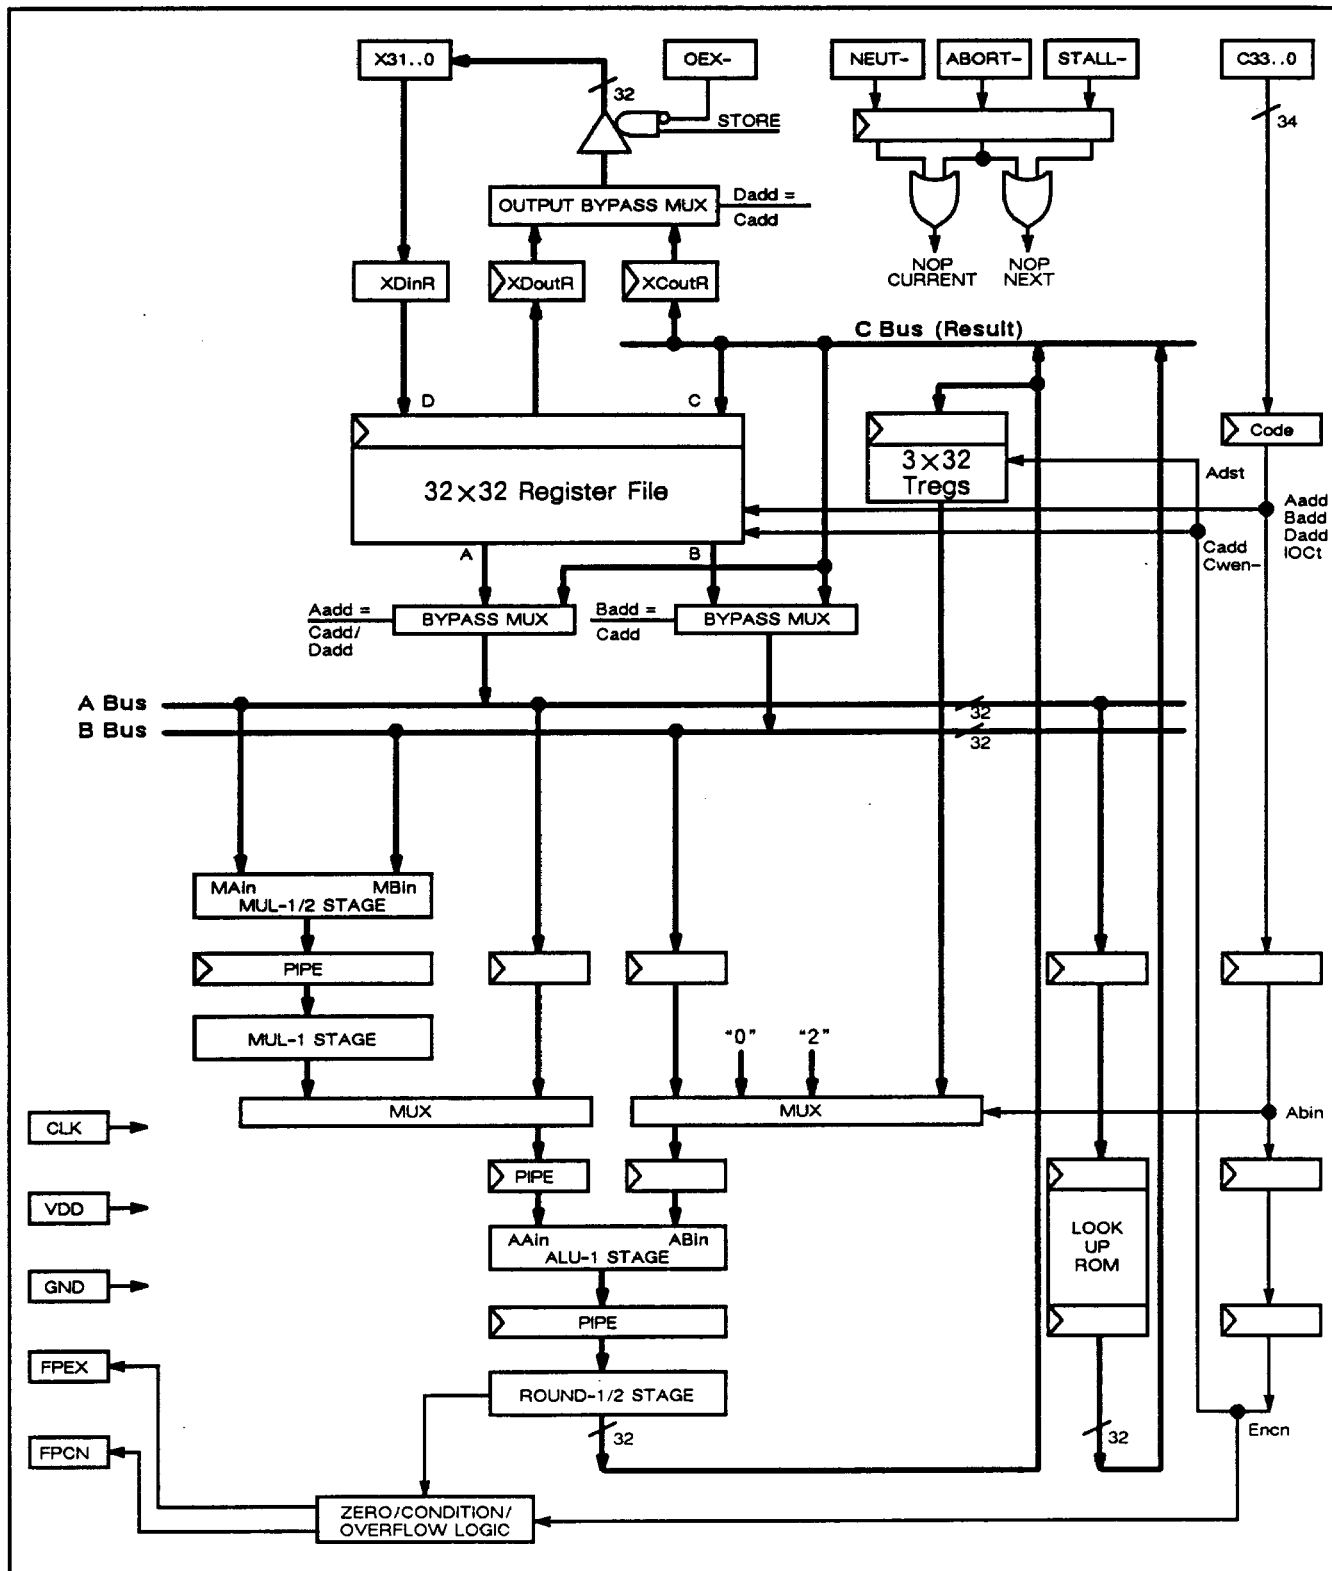 X31..0
OEX-
NEUT-
ABORT-
STALL-
C33..0
32
STORE
34
OUTPUT BYPASS MUX
Dadd =
Cadd
NOP
CURRENT
NOP
NEXT
XDinR
XDoutR
XCoutR
C Bus (Result)
D
C
Code
32×32 Register File
3×32
Tregs
Adst
Aadd
Badd
Dadd
IOCt
Cadd
Cwen-
A
B
Aadd =
Cadd/
Dadd
BYPASS MUX
Badd =
Cadd
BYPASS MUX
A Bus
32
B Bus
32
MAin
MBin
MUL-1/2 STAGE
PIPE
MUL-1 STAGE
"0"
"2"
MUX
MUX
Abin
CLK
PIPE
VDD
AAin
ABin
ALU-1 STAGE
LOOK
UP
ROM
GND
PIPE
FPEX
ROUND-1/2 STAGE
32
32
Encn
FPCN
ZERO/CONDITION/
OVERFLOW LOGIC